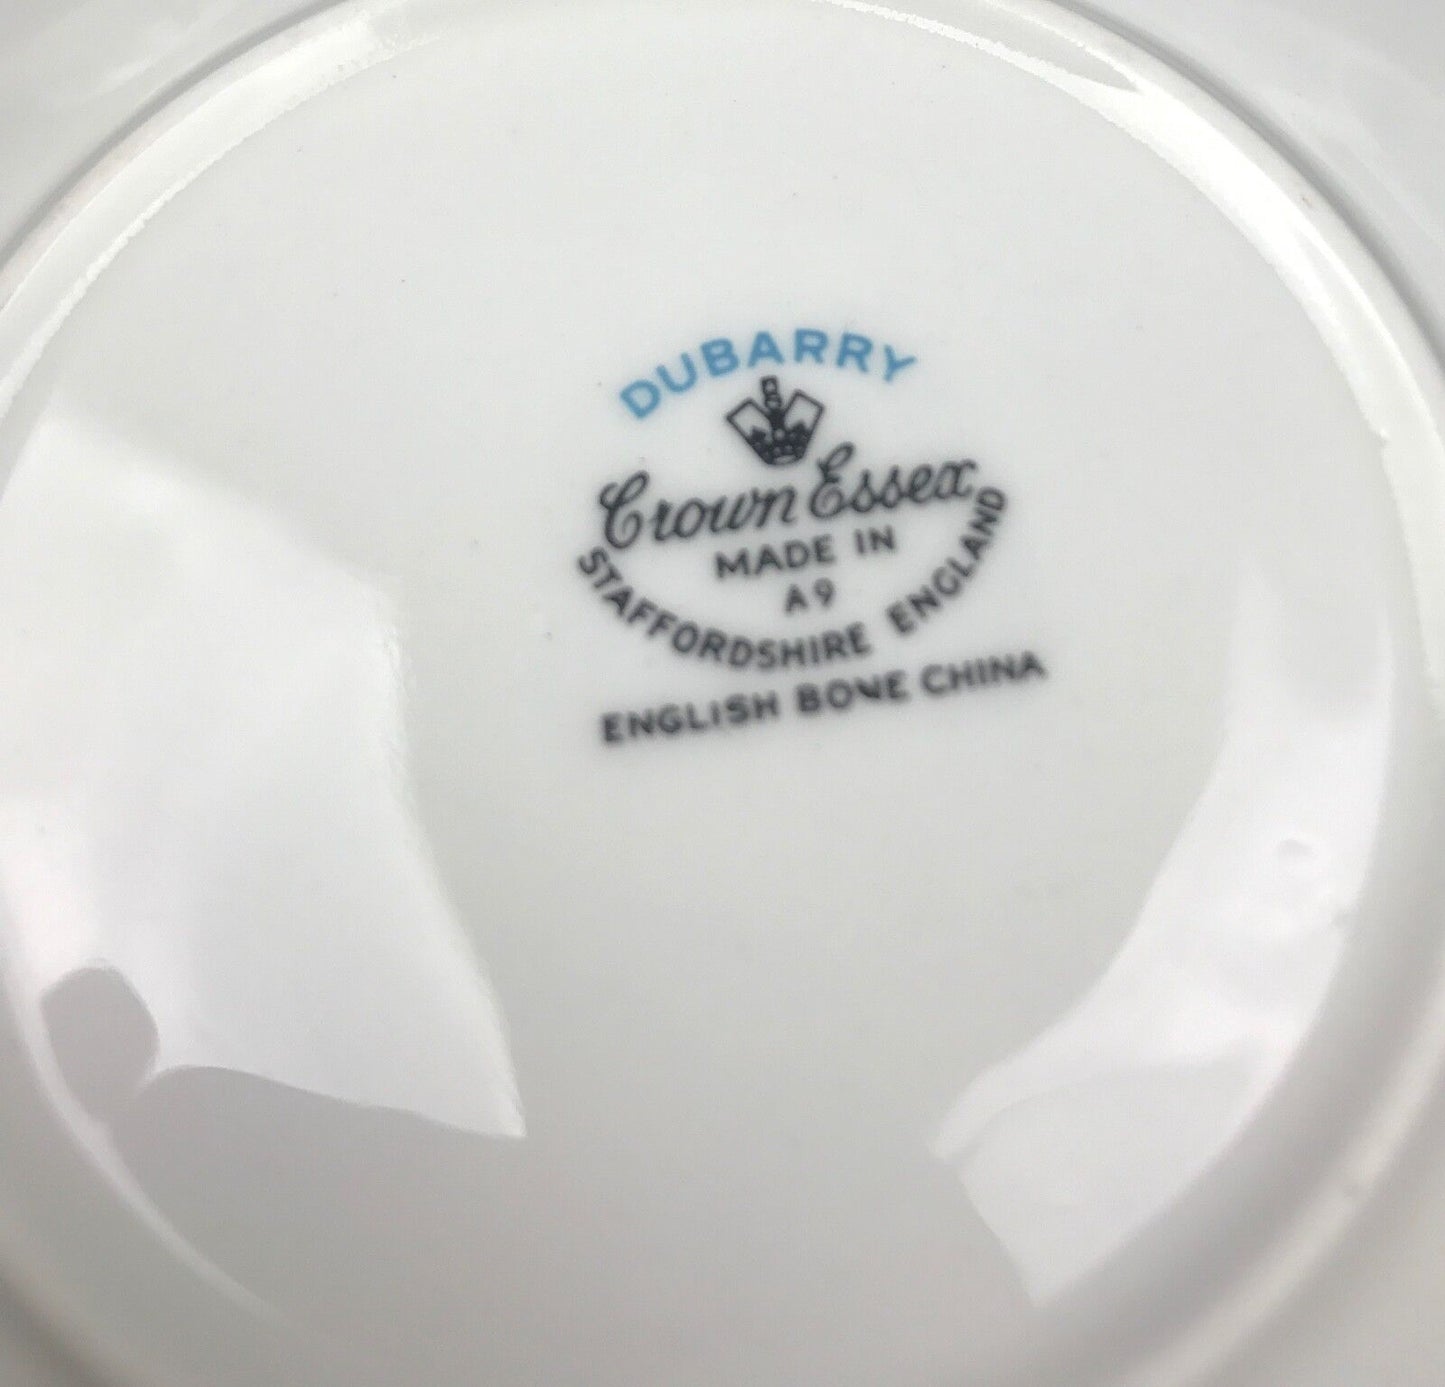 DUBARRY
Crown Essex
MADE IN
A9
STAFFORDSHIRE ENGLAND
ENGLISH BONE CHINA